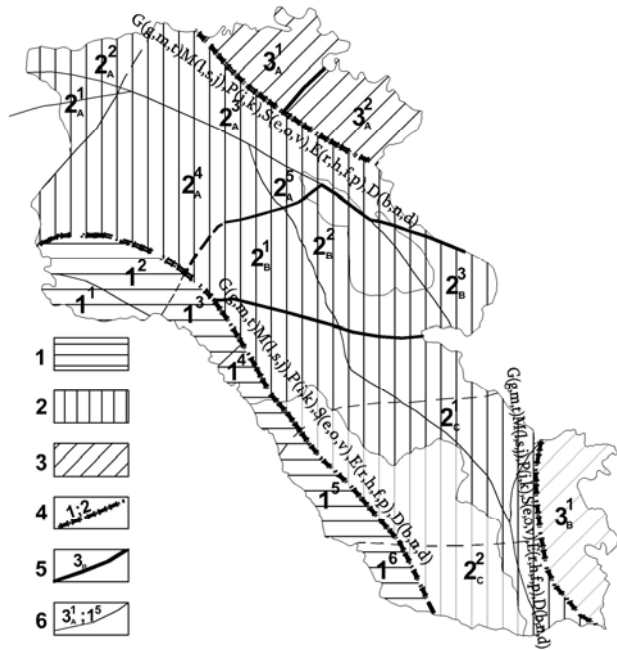 G(g,m,t)M(l,s,j),P(i,k),S(e,o,v),E(r,h,f,p),D(b,n,d)
3¹A
2²A
2¹A
2³A
3²A
2⁴A
2⁵A
2¹B
2²B
2³B
1²
1¹
1³
G(g,m,t)M(l,s,j),P(i,k),S(e,o,v),E(r,h,f,p),D(b,n,d)
1⁴
2¹C
G(g,m,t)M(l,s,j),P(i,k),S(e,o,v),E(r,h,f,p),D(b,n,d)
3¹B
1⁵
1⁶
2²C
1
2
3
4 1;2
5 3B
6 3¹A;1⁵